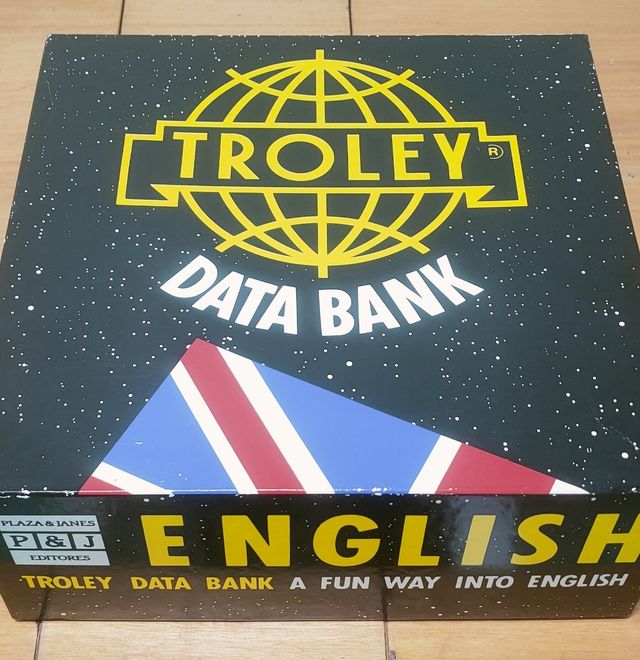 TROLEY ®
DATA BANK
PLAZA & JANES
P & J
EDITORES
ENGLISH
TROLEY DATA BANK A FUN WAY INTO ENGLISH